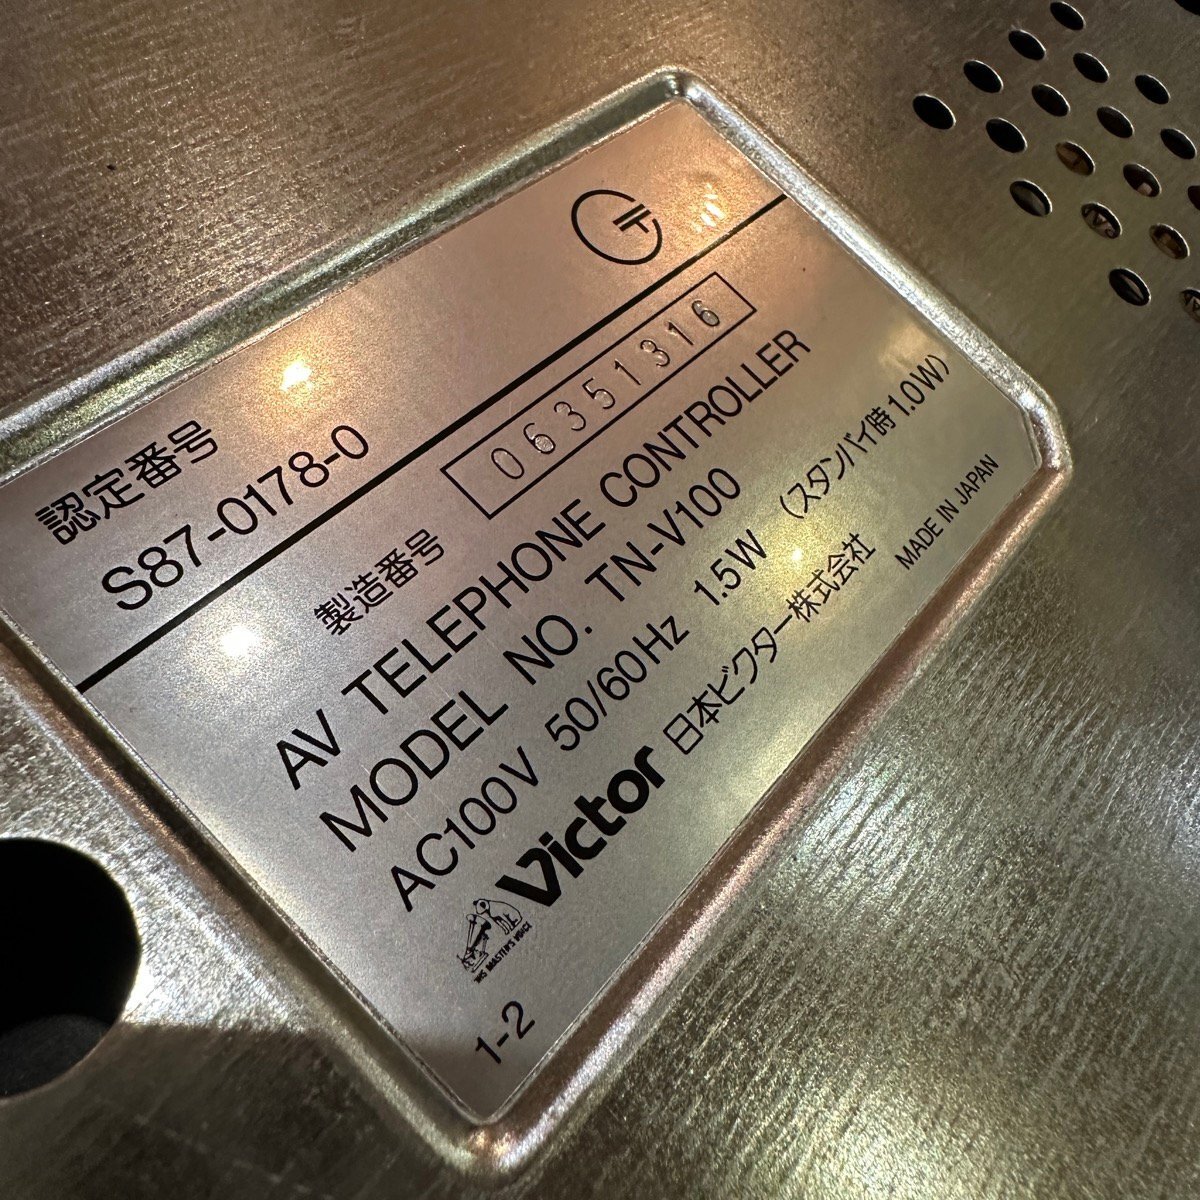 認定番号
S87-0178-0
製造番号 06351316
AV TELEPHONE CONTROLLER
MODEL NO. TN-V100
AC100V 50/60Hz 1.5W (スタンバイ時1.0W)
HIS MASTER'S VOICE
Victor 日本ビクター株式会社 MADE IN JAPAN
1-2